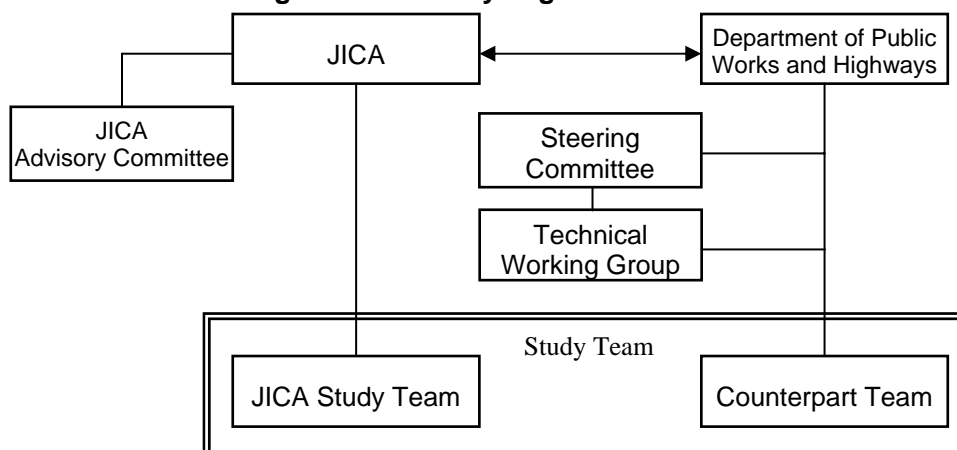 JICA
Department of Public
Works and Highways
JICA
Advisory Committee
Steering
Committee
Technical
Working Group
Study Team
JICA Study Team
Counterpart Team